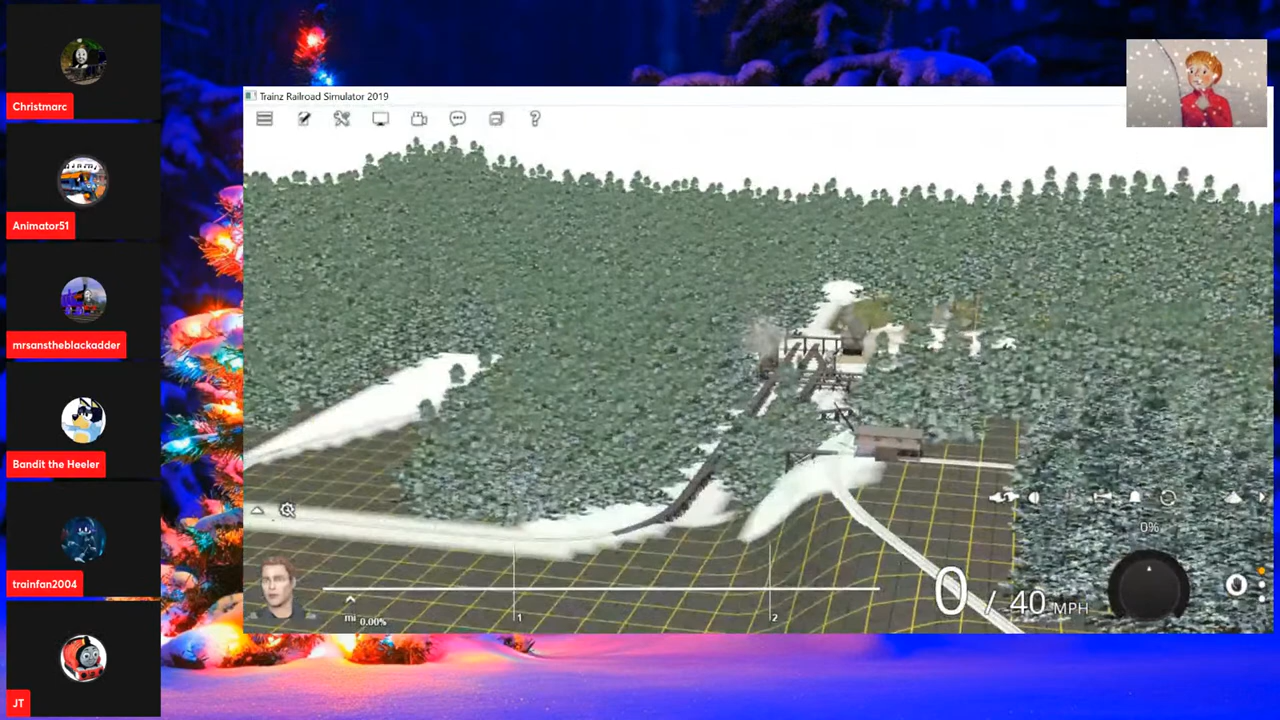 Christmarc
Animator51
mrsanstheblackadder
Bandit the Heeler
trainfan2004
JT
Trainz Railroad Simulator 2019
0%
0 / 40 MPH
mi 0.00%
1
2